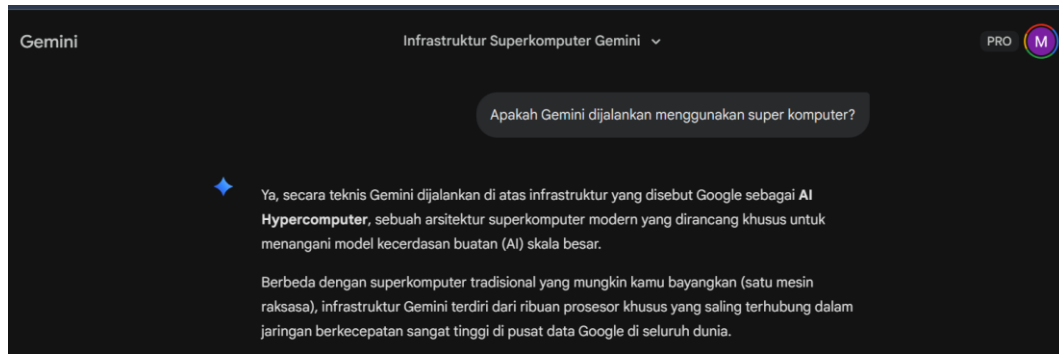 Gemini
Infrastruktur Superkomputer Gemini
PRO
M
Apakah Gemini dijalankan menggunakan super komputer?
Ya, secara teknis Gemini dijalankan di atas infrastruktur yang disebut Google sebagai AI
Hypercomputer, sebuah arsitektur superkomputer modern yang dirancang khusus untuk
menangani model kecerdasan buatan (AI) skala besar.
Berbeda dengan superkomputer tradisional yang mungkin kamu bayangkan (satu mesin
raksasa), infrastruktur Gemini terdiri dari ribuan prosesor khusus yang saling terhubung dalam
jaringan berkecepatan sangat tinggi di pusat data Google di seluruh dunia.